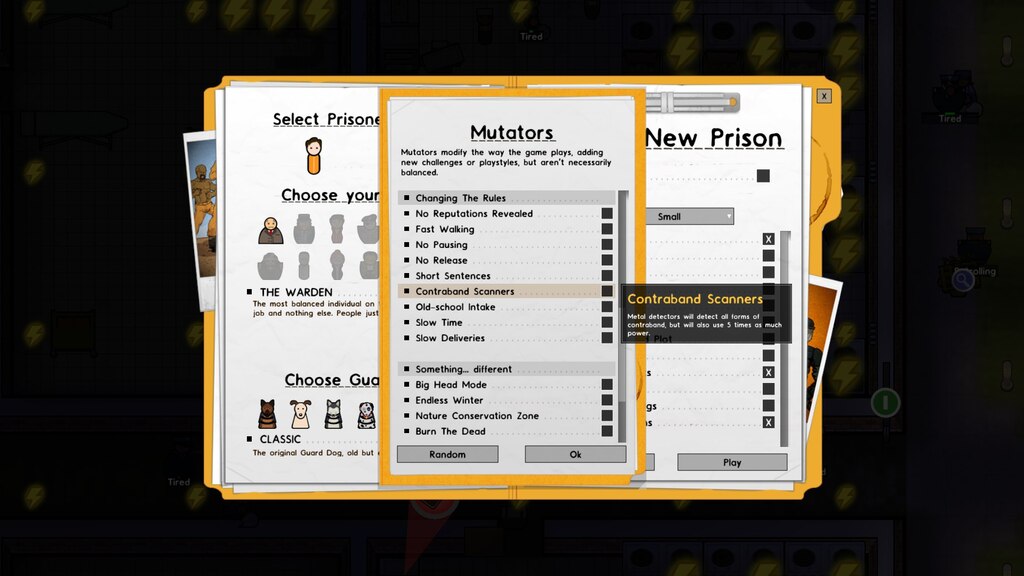 Tired
Tired
Select Prisone
Choose your
THE WARDEN
The most balanced individual on
job and nothing else. People just
Choose Gua
CLASSIC
The original Guard Dog, old but
Tired
Mutators
Mutators modify the way the game plays, adding
new challenges or playstyles, but aren't necessarily
balanced.
Changing The Rules
No Reputations Revealed
Fast Walking
No Pausing
No Release
Short Sentences
Contraband Scanners
Old-school Intake
Slow Time
Slow Deliveries
Something... different
Big Head Mode
Endless Winter
Nature Conservation Zone
Burn The Dead
Random
Ok
X
New Prison
Small
X
Contraband Scanners
Metal detectors will detect all forms of
contraband, but will also use 5 times as much
power.
Plot
s
X
gs
s
X
Play